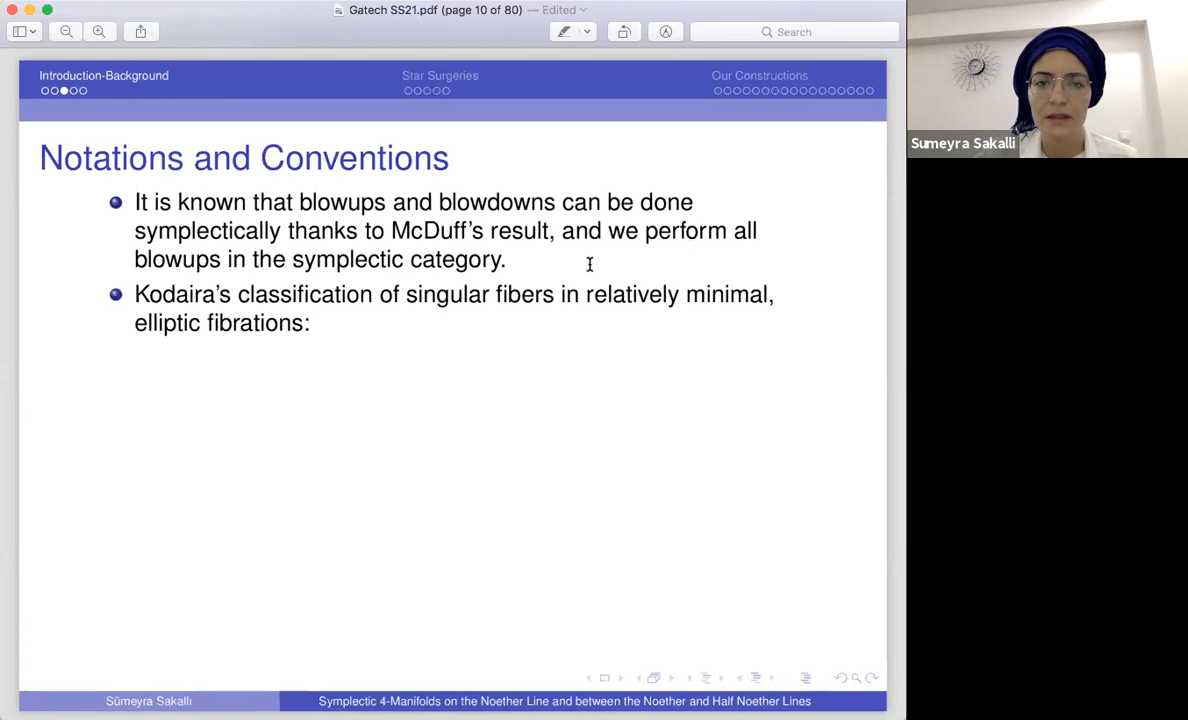 Gatech SS21.pdf (page 10 of 80) — Edited
Search
Introduction-Background
Star Surgeries
Our Constructions
Notations and Conventions
It is known that blowups and blowdowns can be done
symplectically thanks to McDuff's result, and we perform all
blowups in the symplectic category.
Kodaira's classification of singular fibers in relatively minimal,
elliptic fibrations:
Sümeyra Sakallı
Symplectic 4-Manifolds on the Noether Line and between the Noether and Half Noether Lines
Sumeyra Sakalli